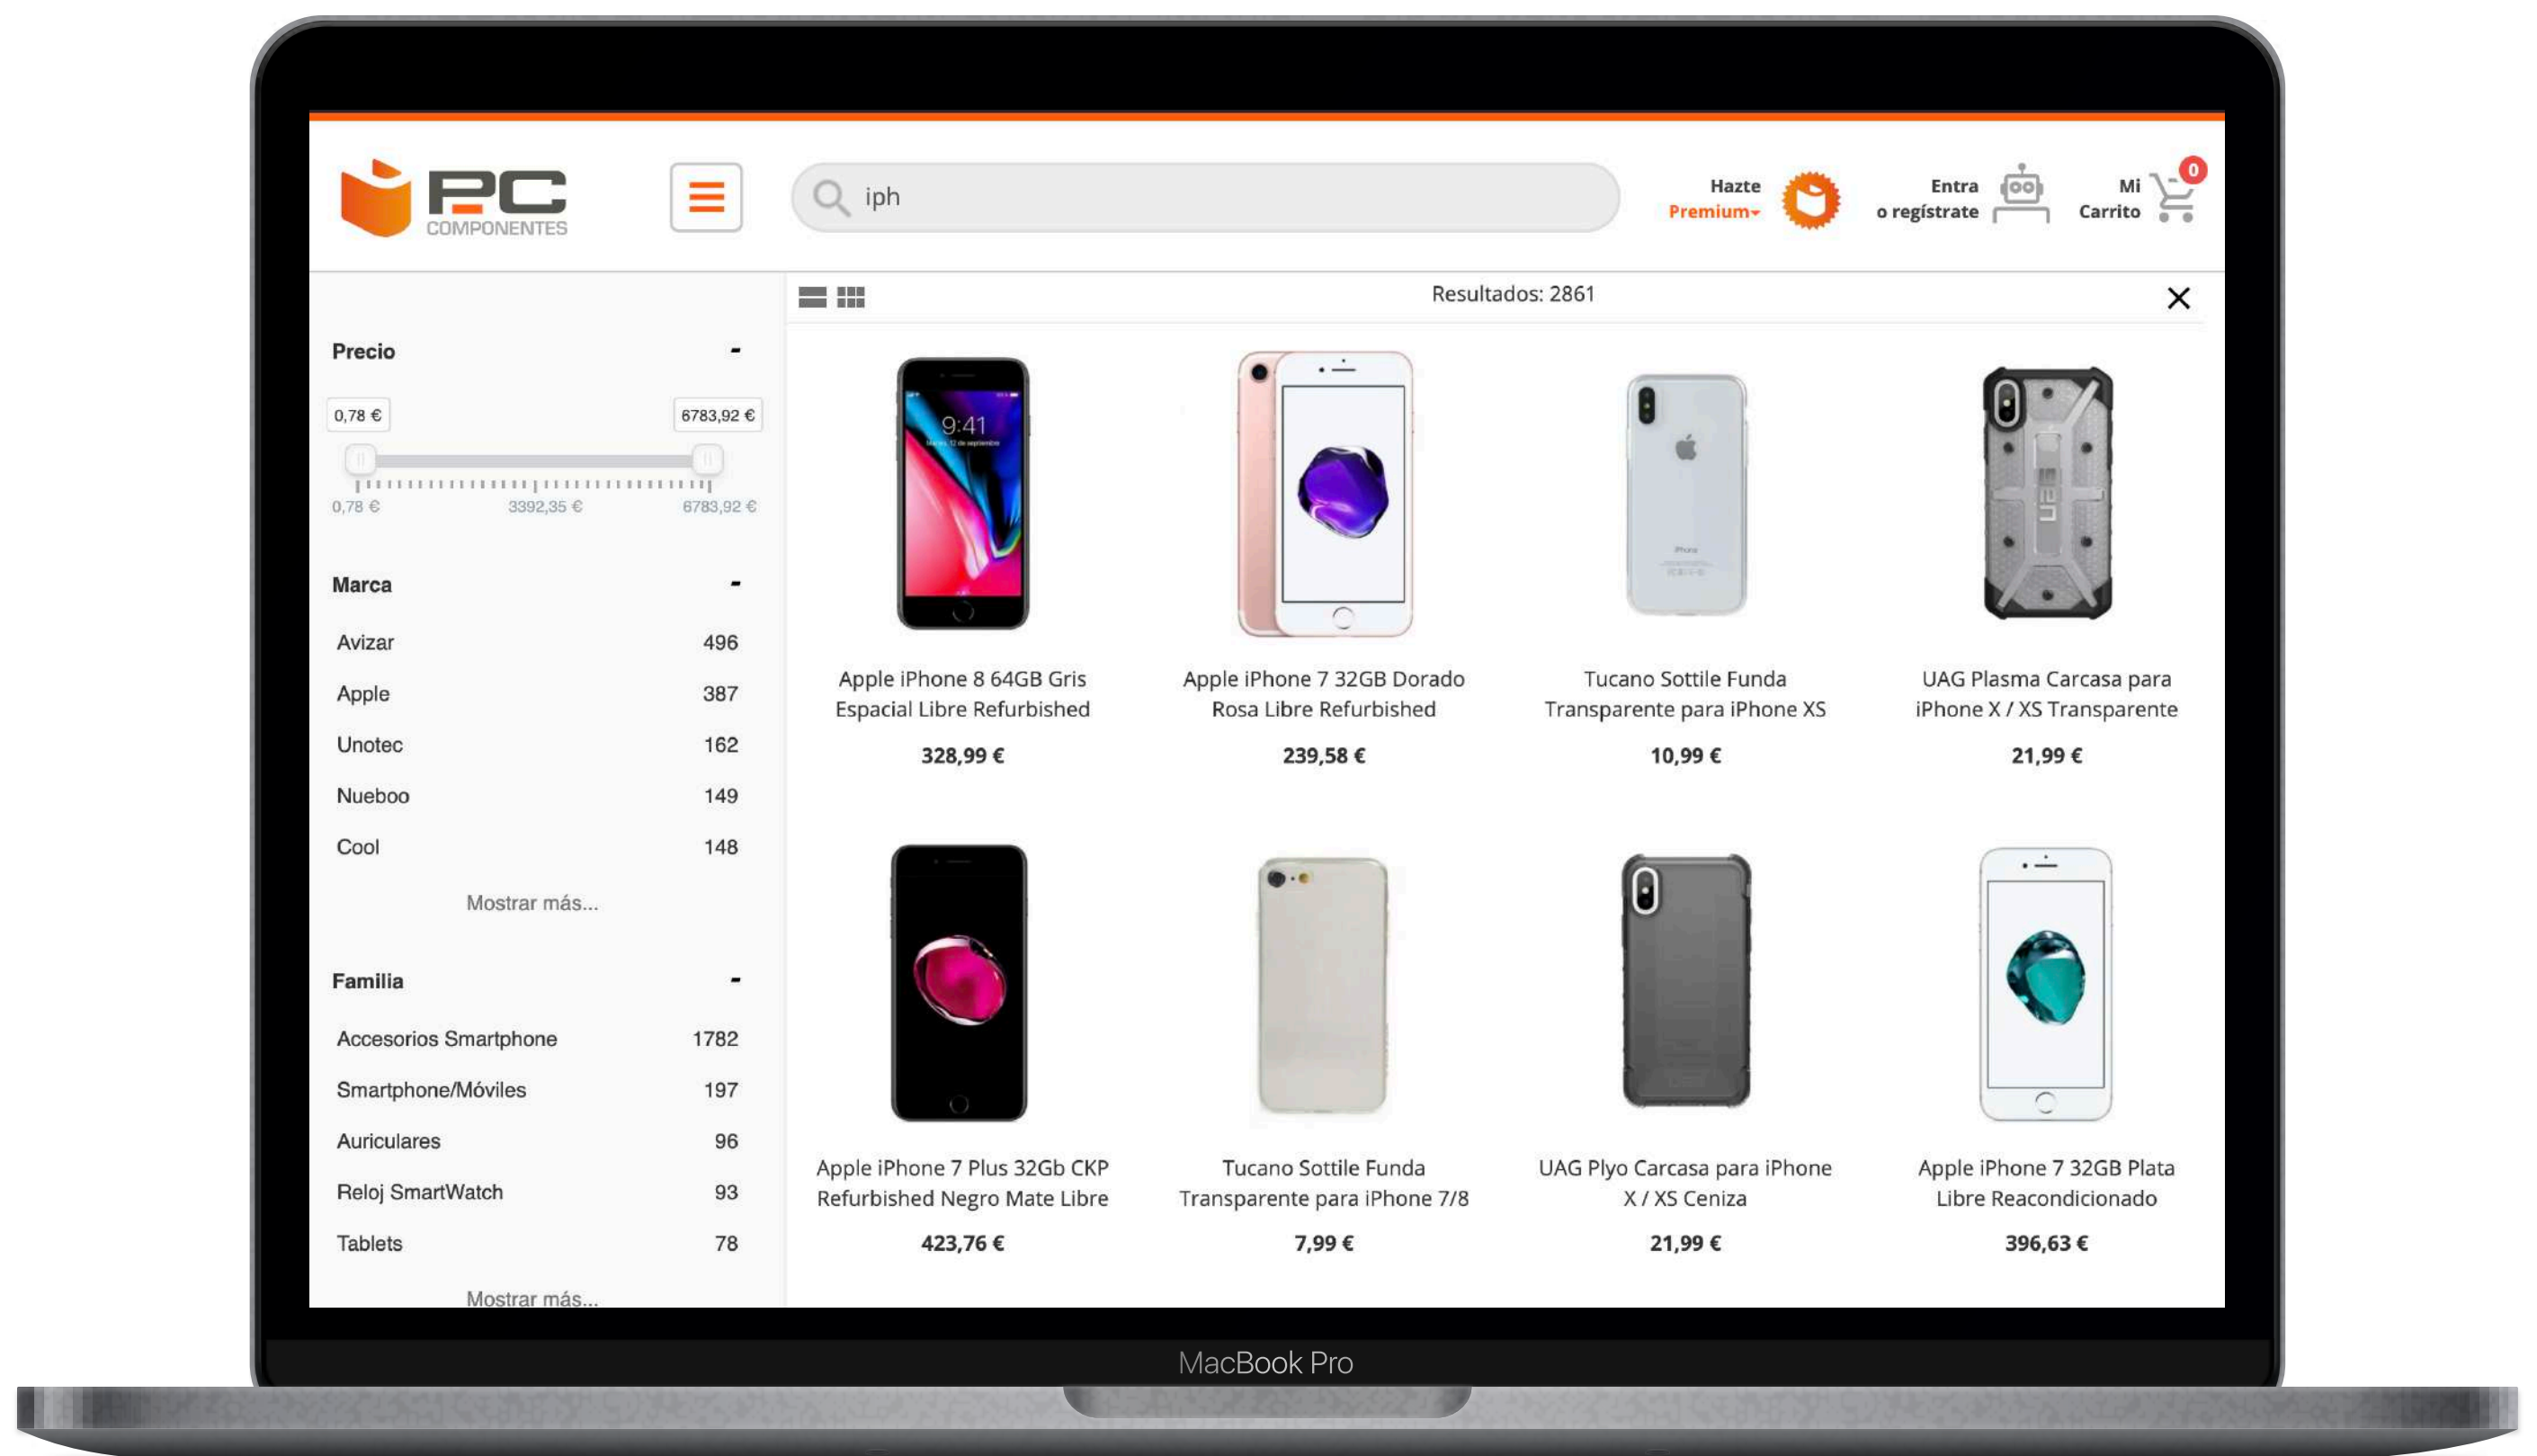 PC
COMPONENTES
iph
Hazte
Premium
Entra
o regístrate
Mi
Carrito
0
Resultados: 2861
Precio -
0,78 € 6783,92 €
0,78 € 3392,35 € 6783,92 €
Marca -
Avizar 496
Apple 387
Unotec 162
Nueboo 149
Cool 148
Mostrar más...
Familia -
Accesorios Smartphone 1782
Smartphone/Móviles 197
Auriculares 96
Reloj SmartWatch 93
Tablets 78
Mostrar más...
9:41
UAG
iPhone
Apple iPhone 8 64GB Gris
Espacial Libre Refurbished
328,99 €
Apple iPhone 7 32GB Dorado
Rosa Libre Refurbished
239,58 €
Tucano Sottile Funda
Transparente para iPhone XS
10,99 €
UAG Plasma Carcasa para
iPhone X / XS Transparente
21,99 €
Apple iPhone 7 Plus 32Gb CKP
Refurbished Negro Mate Libre
423,76 €
Tucano Sottile Funda
Transparente para iPhone 7/8
7,99 €
UAG Plyo Carcasa para iPhone
X / XS Ceniza
21,99 €
Apple iPhone 7 32GB Plata
Libre Reacondicionado
396,63 €
MacBook Pro